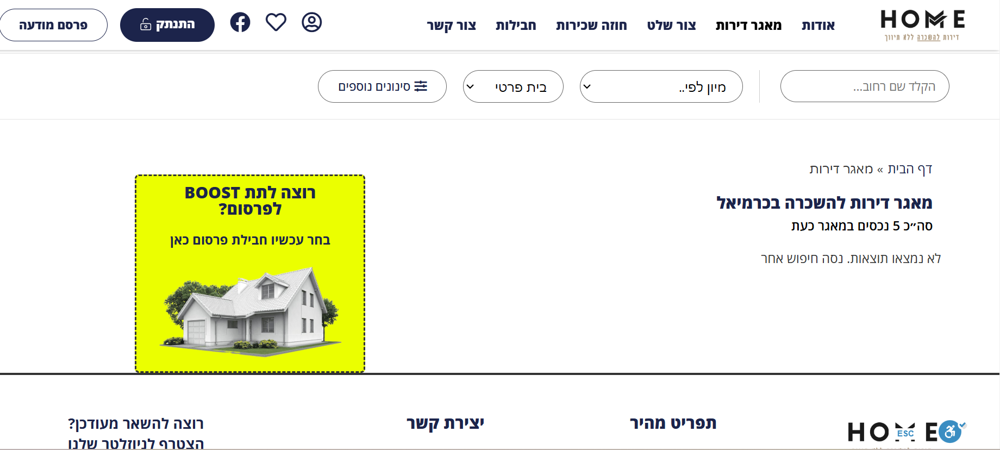 HOME
דירות להשכרה ללא תיווך
אודות
מאגר דירות
צור שלט
חוזה שכירות
חבילות
צור קשר
התנתק
פרסם מודעה
הקלד שם רחוב...
מיון לפי..
בית פרטי
סינונים נוספים
דף הבית » מאגר דירות
מאגר דירות להשכרה בכרמיאל
סה״כ 5 נכסים במאגר כעת
לא נמצאו תוצאות. נסה חיפוש אחר
רוצה לתת BOOST
לפרסום?
בחר עכשיו חבילת פרסום כאן
HOME
ESC
תפריט מהיר
יצירת קשר
רוצה להשאר מעודכן?
הצטרף לניוזלטר שלנו